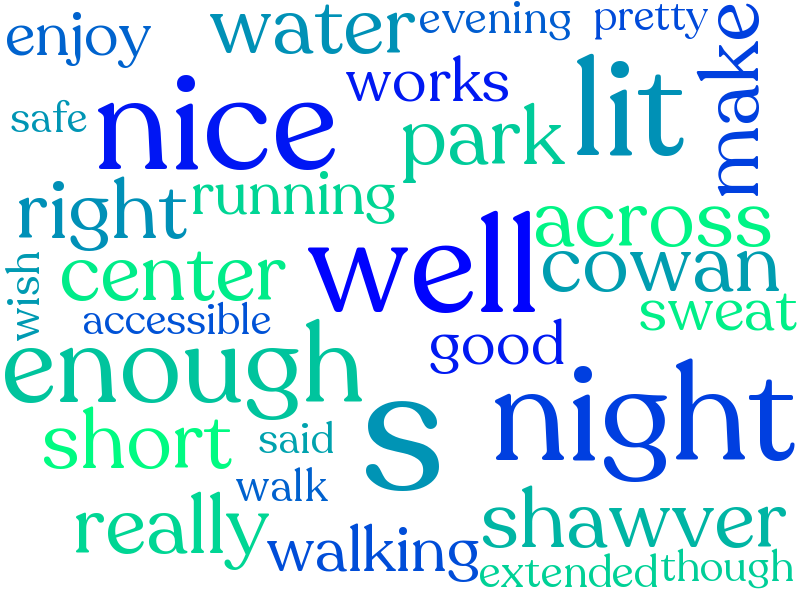 enjoy water evening pretty make
safe nice works park lit
right running across
wish center well cowan
accessible sweat
enough good
short said s night
walk
really walking shawver
extended though